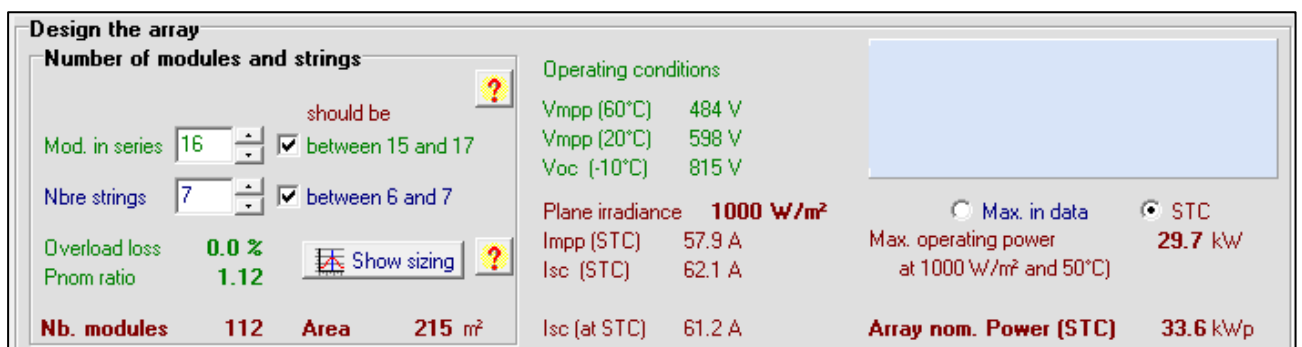 Design the array
Number of modules and strings
?
should be
Mod. in series 16 between 15 and 17
Nbre strings 7 between 6 and 7
Overload loss 0.0 %
Pnom ratio 1.12
Show sizing ?
Nb. modules 112 Area 215 m²
Operating conditions
Vmpp (60°C) 484 V
Vmpp (20°C) 598 V
Voc (-10°C) 815 V
Plane irradiance 1000 W/m²
Impp (STC) 57.9 A
Isc (STC) 62.1 A
Isc (at STC) 61.2 A
Max. in data STC
Max. operating power 29.7 kW
at 1000 W/m² and 50°C)
Array nom. Power (STC) 33.6 kWp